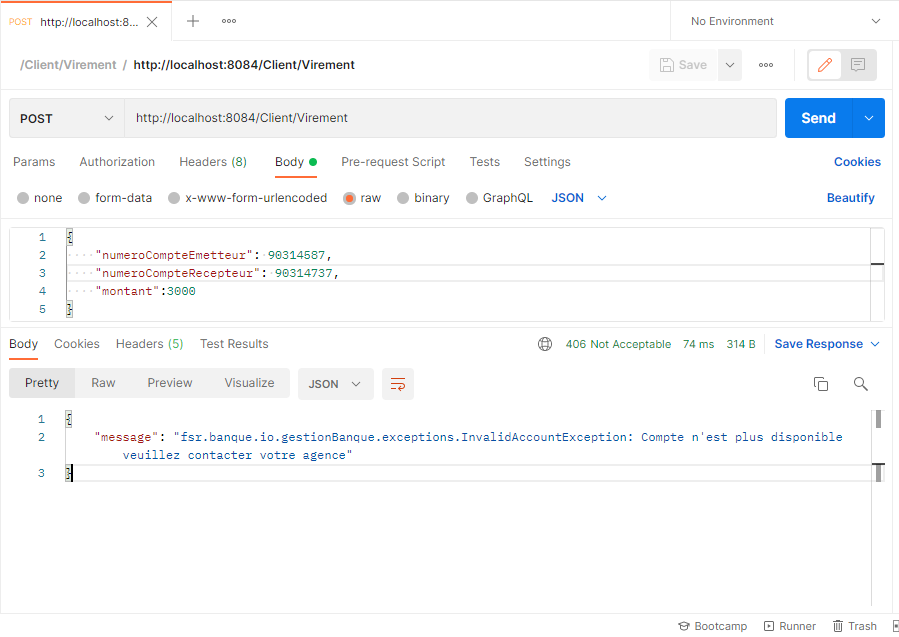 POST http://localhost:8...
No Environment
/Client/Virement / http://localhost:8084/Client/Virement
Save
POST http://localhost:8084/Client/Virement
Send
Params Authorization Headers (8) Body Pre-request Script Tests Settings Cookies
none form-data x-www-form-urlencoded raw binary GraphQL JSON Beautify
1 {
2 "numeroCompteEmetteur": 90314587,
3 "numeroCompteRecepteur": 90314737,
4 "montant":3000
5 }
Body Cookies Headers (5) Test Results 406 Not Acceptable 74 ms 314 B Save Response
Pretty Raw Preview Visualize JSON
1 {
2 "message": "fsr.banque.io.gestionBanque.exceptions.InvalidAccountException: Compte n'est plus disponible
veuillez contacter votre agence"
3 }
Bootcamp Runner Trash